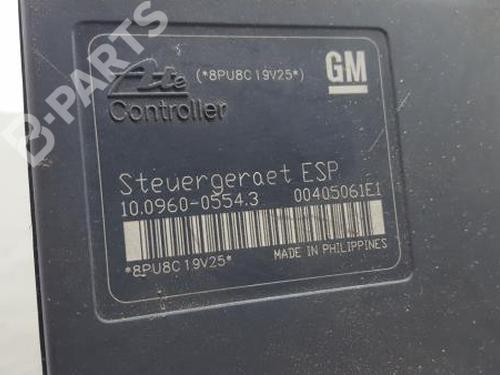 B-PARTS
Ate (*8PU8C19V25*) GM
Controller
Steuergeraet ESP
10.0960-0554.3 00405061E1
*8PU8C19V25* MADE IN PHILIPPINES